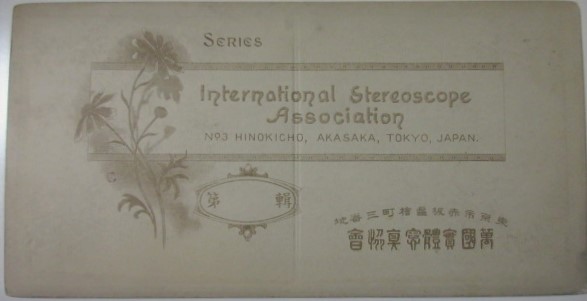 SERIES
International Stereoscope
Association
No3 HINOKICHO, AKASAKA, TOKYO, JAPAN.
第 輯
東京市赤坂區檜町三番地
萬國實體寫真協會